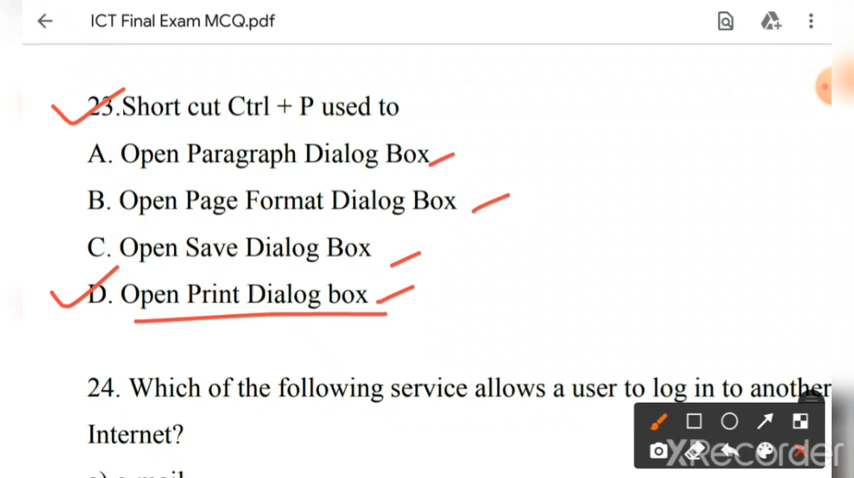 ICT Final Exam MCQ.pdf
23.Short cut Ctrl + P used to
A. Open Paragraph Dialog Box
B. Open Page Format Dialog Box
C. Open Save Dialog Box
D. Open Print Dialog box
24. Which of the following service allows a user to log in to another
Internet?
XRecorder